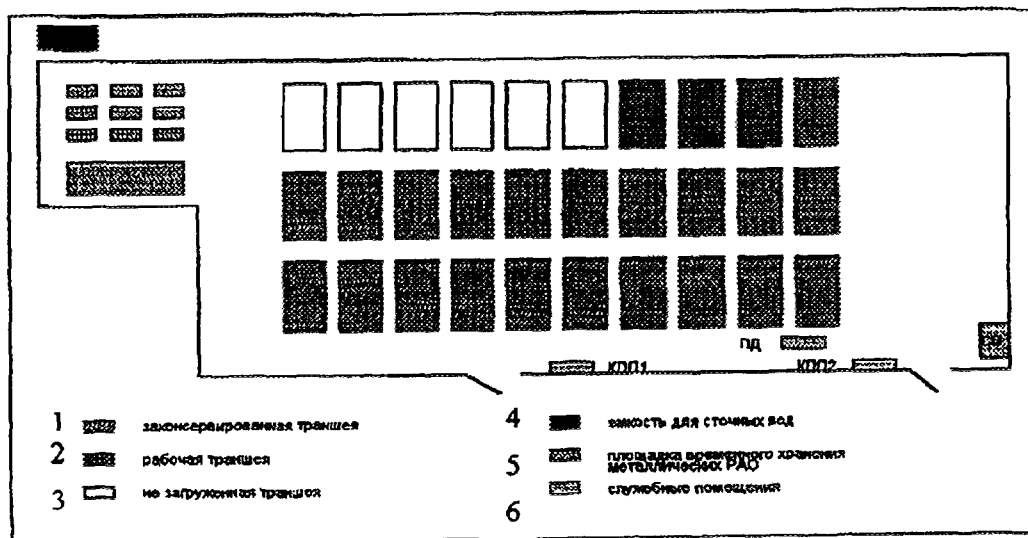 ПД
КПП1 КПП2
1 законсервированная траншея
2 рабочая траншея
3 не загруженная траншея
4 емкость для сточных вод
5 площадка временного хранения
металлических РАО
6 служебные помещения